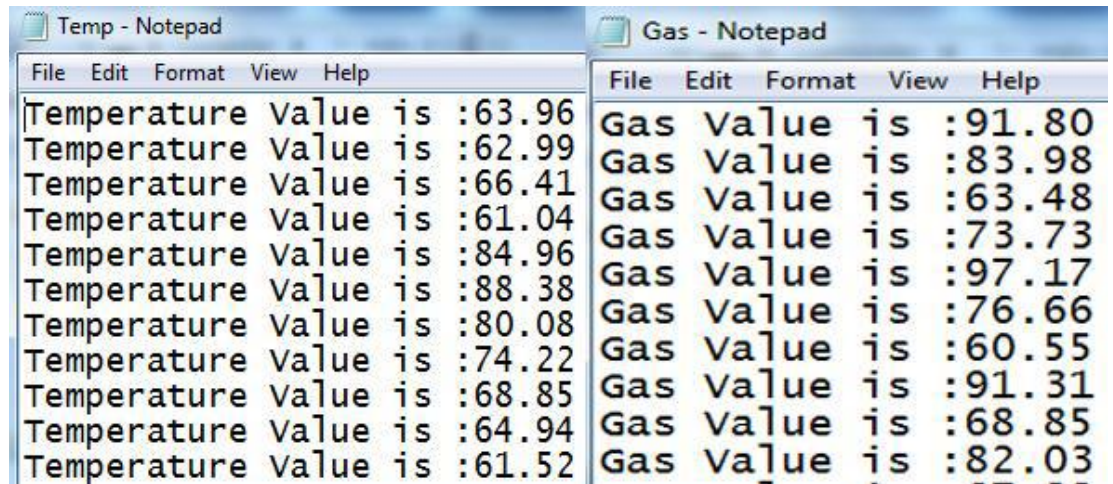 Temp - Notepad
File Edit Format View Help
Temperature Value is :63.96
Temperature Value is :62.99
Temperature Value is :66.41
Temperature Value is :61.04
Temperature Value is :84.96
Temperature Value is :88.38
Temperature Value is :80.08
Temperature Value is :74.22
Temperature Value is :68.85
Temperature Value is :64.94
Temperature Value is :61.52
Gas - Notepad
File Edit Format View Help
Gas Value is :91.80
Gas Value is :83.98
Gas Value is :63.48
Gas Value is :73.73
Gas Value is :97.17
Gas Value is :76.66
Gas Value is :60.55
Gas Value is :91.31
Gas Value is :68.85
Gas Value is :82.03